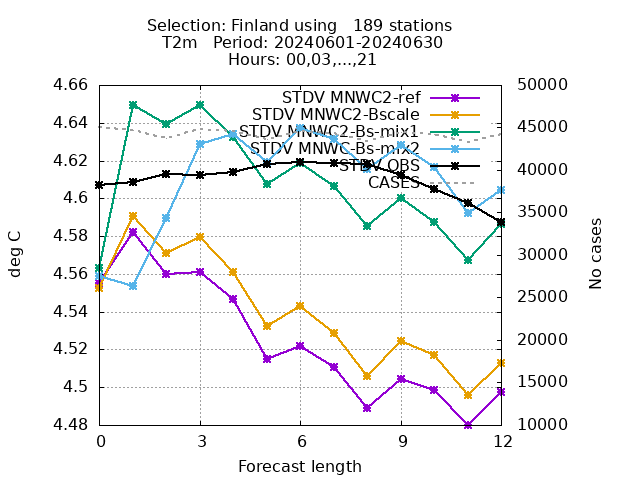 Selection: Finland using   189 stations
T2m   Period: 20240601-20240630
Hours: 00,03,...,21
STDV MNWC2-ref
STDV MNWC2-Bscale
STDV MNWC2-Bs-mix1
STDV MNWC-Bs-mix2
STDV OBS
CASES
4.66
4.64
4.62
4.6
4.58
4.56
4.54
4.52
4.5
4.48
50000
45000
40000
35000
30000
25000
20000
15000
10000
deg C
No cases
0 3 6 9 12
Forecast length